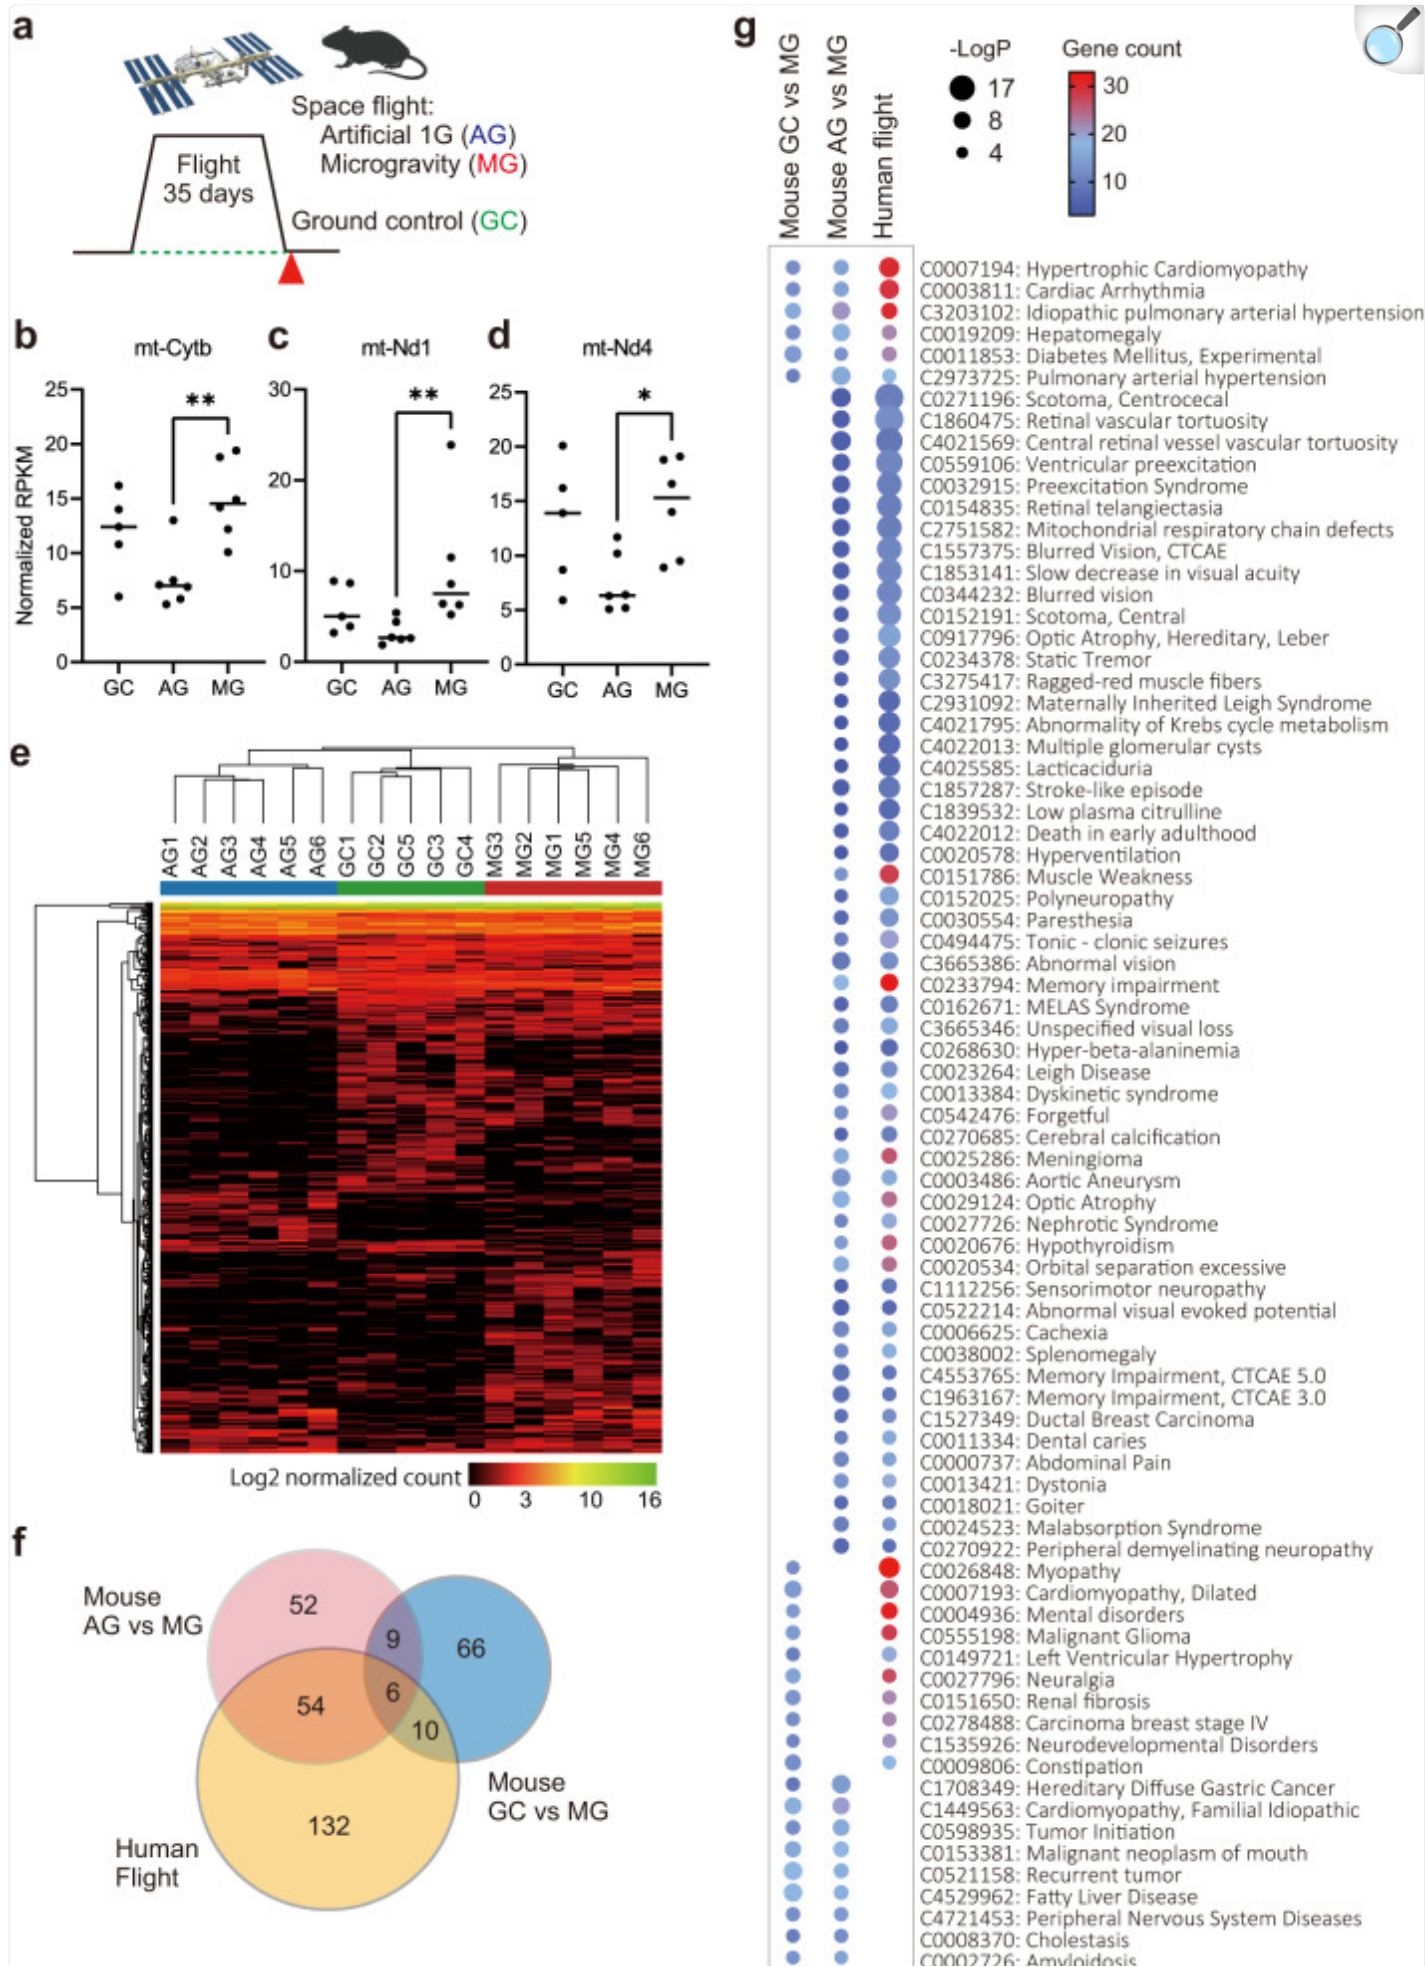 a
Space flight:
Artificial 1G (AG)
Microgravity (MG)
Flight
35 days
Ground control (GC)
b
mt-Cytb
Normalized RPKM
25
20
15
10
5
0
**
GC
AG
MG
c
mt-Nd1
30
20
10
0
**
GC
AG
MG
d
mt-Nd4
25
20
15
10
5
0
*
GC
AG
MG
e
AG1
AG2
AG3
AG4
AG5
AG6
GC1
GC2
GC5
GC3
GC4
MG3
MG2
MG1
MG5
MG4
MG6
Log2 normalized count
0 3 10 16
f
Mouse
AG vs MG
52
9
66
6
54
10
132
Mouse
GC vs MG
Human
Flight
g
Mouse GC vs MG
Mouse AG vs MG
Human flight
-LogP
17
8
4
Gene count
30
20
10
C0007194: Hypertrophic Cardiomyopathy
C0003811: Cardiac Arrhythmia
C3203102: Idiopathic pulmonary arterial hypertension
C0019209: Hepatomegaly
C0011853: Diabetes Mellitus, Experimental
C2973725: Pulmonary arterial hypertension
C0271196: Scotoma, Centrocecal
C1860475: Retinal vascular tortuosity
C4021569: Central retinal vessel vascular tortuosity
C0559106: Ventricular preexcitation
C0032915: Preexcitation Syndrome
C0154835: Retinal telangiectasia
C2751582: Mitochondrial respiratory chain defects
C1557375: Blurred Vision, CTCAE
C1853141: Slow decrease in visual acuity
C0344232: Blurred vision
C0152191: Scotoma, Central
C0917796: Optic Atrophy, Hereditary, Leber
C0234378: Static Tremor
C3275417: Ragged-red muscle fibers
C2931092: Maternally Inherited Leigh Syndrome
C4021795: Abnormality of Krebs cycle metabolism
C4022013: Multiple glomerular cysts
C4025585: Lacticaciduria
C1857287: Stroke-like episode
C1839532: Low plasma citrulline
C4022012: Death in early adulthood
C0020578: Hyperventilation
C0151786: Muscle Weakness
C0152025: Polyneuropathy
C0030554: Paresthesia
C0494475: Tonic - clonic seizures
C3665386: Abnormal vision
C0233794: Memory impairment
C0162671: MELAS Syndrome
C3665346: Unspecified visual loss
C0268630: Hyper-beta-alaninemia
C0023264: Leigh Disease
C0013384: Dyskinetic syndrome
C0542476: Forgetful
C0270685: Cerebral calcification
C0025286: Meningioma
C0003486: Aortic Aneurysm
C0029124: Optic Atrophy
C0027726: Nephrotic Syndrome
C0020676: Hypothyroidism
C0020534: Orbital separation excessive
C1112256: Sensorimotor neuropathy
C0522214: Abnormal visual evoked potential
C0006625: Cachexia
C0038002: Splenomegaly
C4553765: Memory Impairment, CTCAE 5.0
C1963167: Memory Impairment, CTCAE 3.0
C1527349: Ductal Breast Carcinoma
C0011334: Dental caries
C0000737: Abdominal Pain
C0013421: Dystonia
C0018021: Goiter
C0024523: Malabsorption Syndrome
C0270922: Peripheral demyelinating neuropathy
C0026848: Myopathy
C0007193: Cardiomyopathy, Dilated
C0004936: Mental disorders
C0555198: Malignant Glioma
C0149721: Left Ventricular Hypertrophy
C0027796: Neuralgia
C0151650: Renal fibrosis
C0278488: Carcinoma breast stage IV
C1535926: Neurodevelopmental Disorders
C0009806: Constipation
C1708349: Hereditary Diffuse Gastric Cancer
C1449563: Cardiomyopathy, Familial Idiopathic
C0598935: Tumor Initiation
C0153381: Malignant neoplasm of mouth
C0521158: Recurrent tumor
C4529962: Fatty Liver Disease
C4721453: Peripheral Nervous System Diseases
C0008370: Cholestasis
C0002726: Amyloidosis